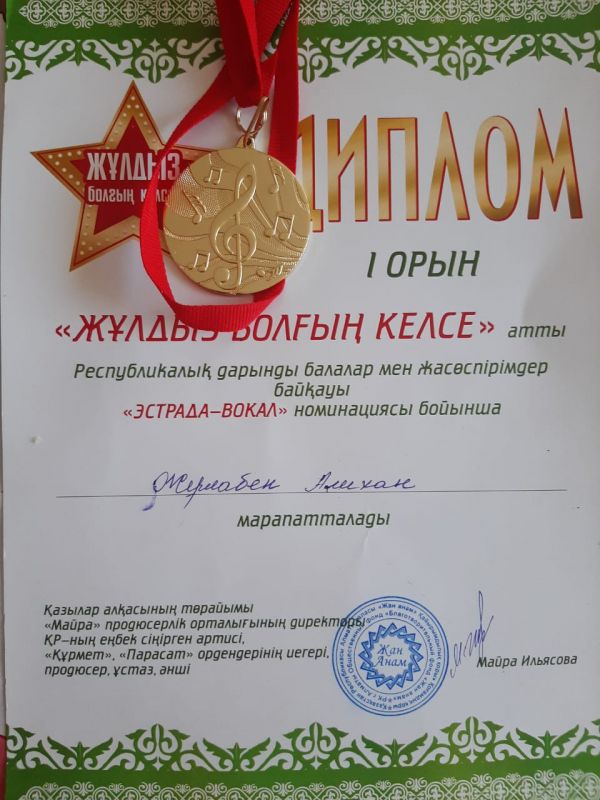 ЖҰЛДЫЗ
болғың келсе
ДИПЛОМ
I ОРЫН
«ЖҰЛДЫЗ БОЛҒЫҢ КЕЛСЕ» атты
Республикалық дарынды балалар мен жасөспірімдер
байқауы
«ЭСТРАДА–ВОКАЛ» номинациясы бойынша
Алихан
марапатталады
Қазылар алқасының төрайымы
«Майра» продюсерлік орталығының директоры
ҚР-ның еңбек сіңірген артисі,
«Құрмет», «Парасат» ордендерінің иегері,
продюсер, ұстаз, әнші
Жан
Анам
Майра Ильясова